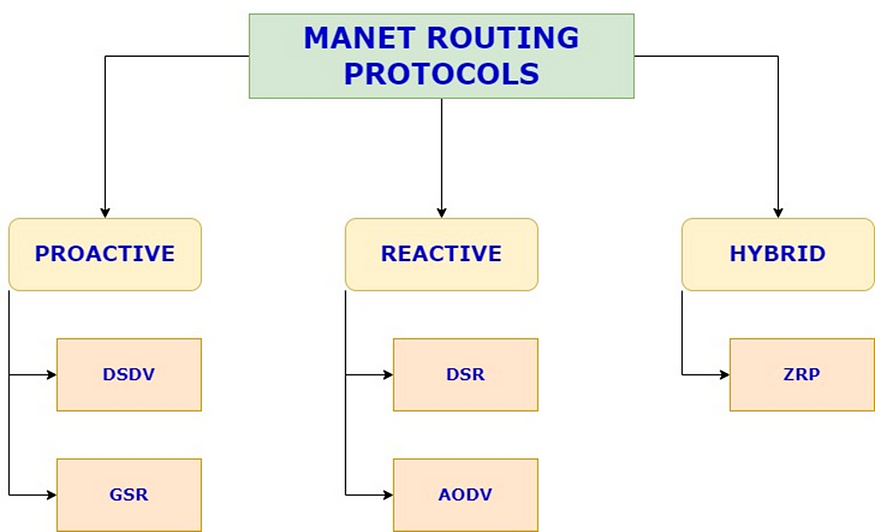 MANET ROUTING
PROTOCOLS
PROACTIVE
REACTIVE
HYBRID
DSDV
DSR
ZRP
GSR
AODV